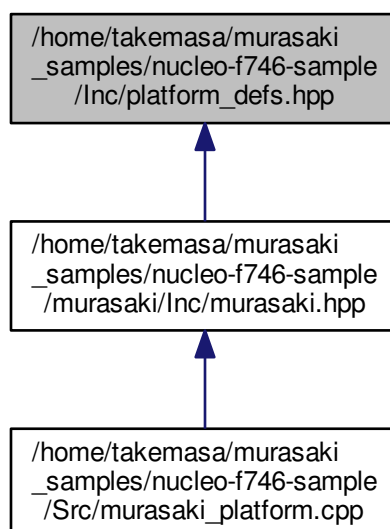 /home/takemasa/murasaki
_samples/nucleo-f746-sample
/Inc/platform_defs.hpp
/home/takemasa/murasaki
_samples/nucleo-f746-sample
/murasaki/Inc/murasaki.hpp
/home/takemasa/murasaki
_samples/nucleo-f746-sample
/Src/murasaki_platform.cpp